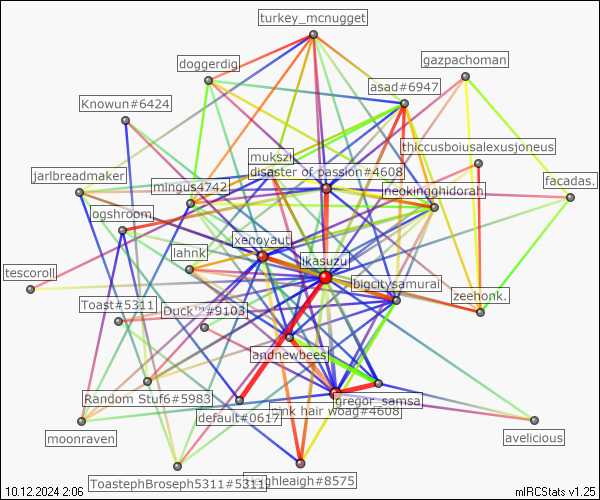 turkey_mcnugget
gazpachoman
doggerdig
asad#6947
Knowun#6424
thiccusboiusalexusjoneus
mukszi
disaster of passion#4608
jarlbreadmaker
facadas.
mingus4742
neokingghidorah
ogshroom
xenoyaut
lahnk
ikasuzu
tescoroll
bigcitysamurai
zeehonk.
Toast#5311
Duck™#9103
andnewbees
Random Stuf6#5983
gregor_samsa
pink hair woag#4608
default#0617
moonraven
avelicious
ToastephBroseph5311#5311
#8575
10.12.2024 2:06
mIRCStats v1.25